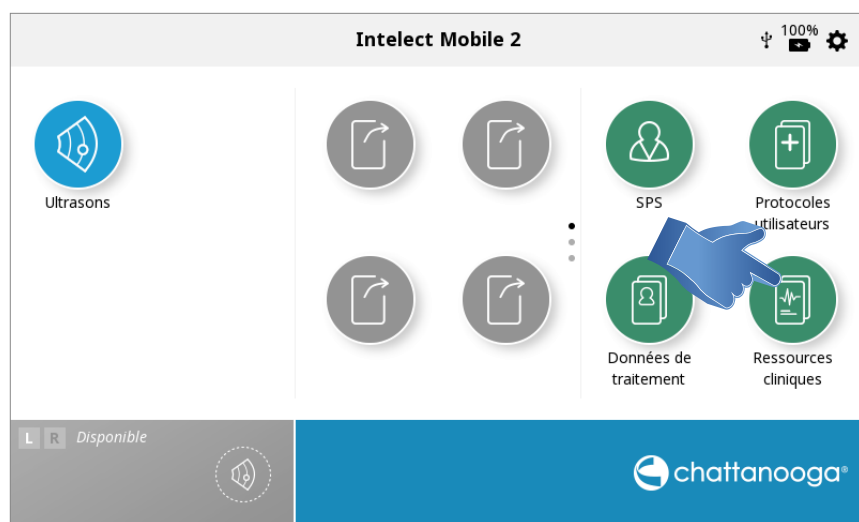 Intelect Mobile 2
100%
Ultrasons
SPS
Protocoles
utilisateurs
Données de
traitement
Ressources
cliniques
L R Disponible
chattanooga®